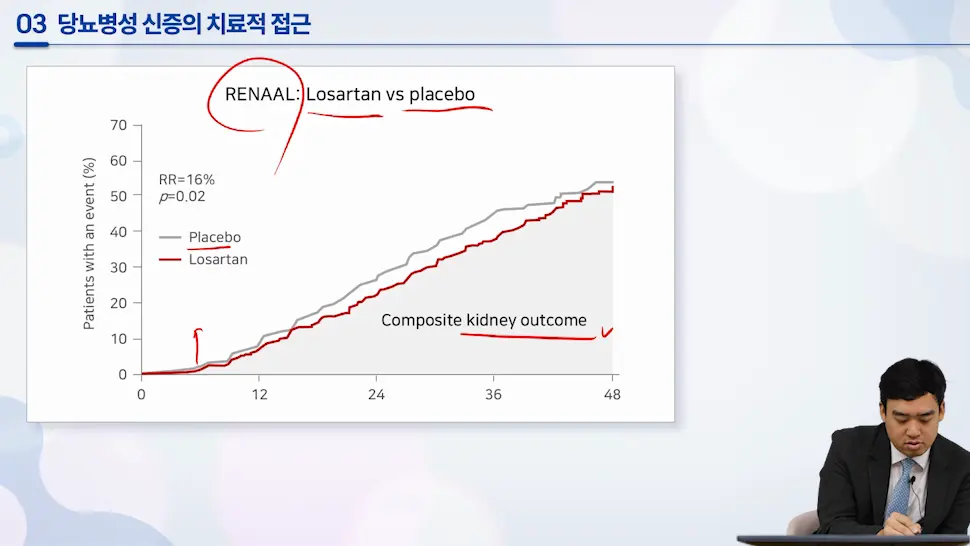 03 당뇨병성 신증의 치료적 접근
RENAAL: Losartan vs placebo
Patients with an event (%)
70
60
50
40
30
20
10
0
RR=16%
p=0.02
Placebo
Losartan
Composite kidney outcome
0 12 24 36 48